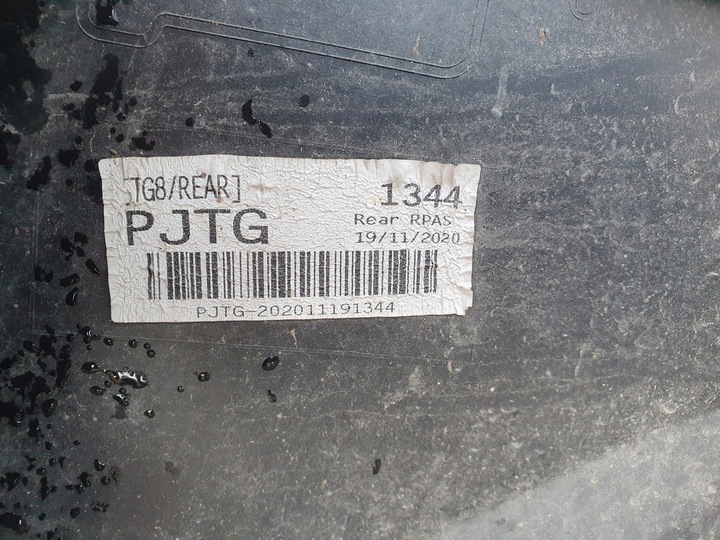 [TG8/REAR]
1344
PJTG
Rear RPAS
19/11/2020
PJTG-202011191344